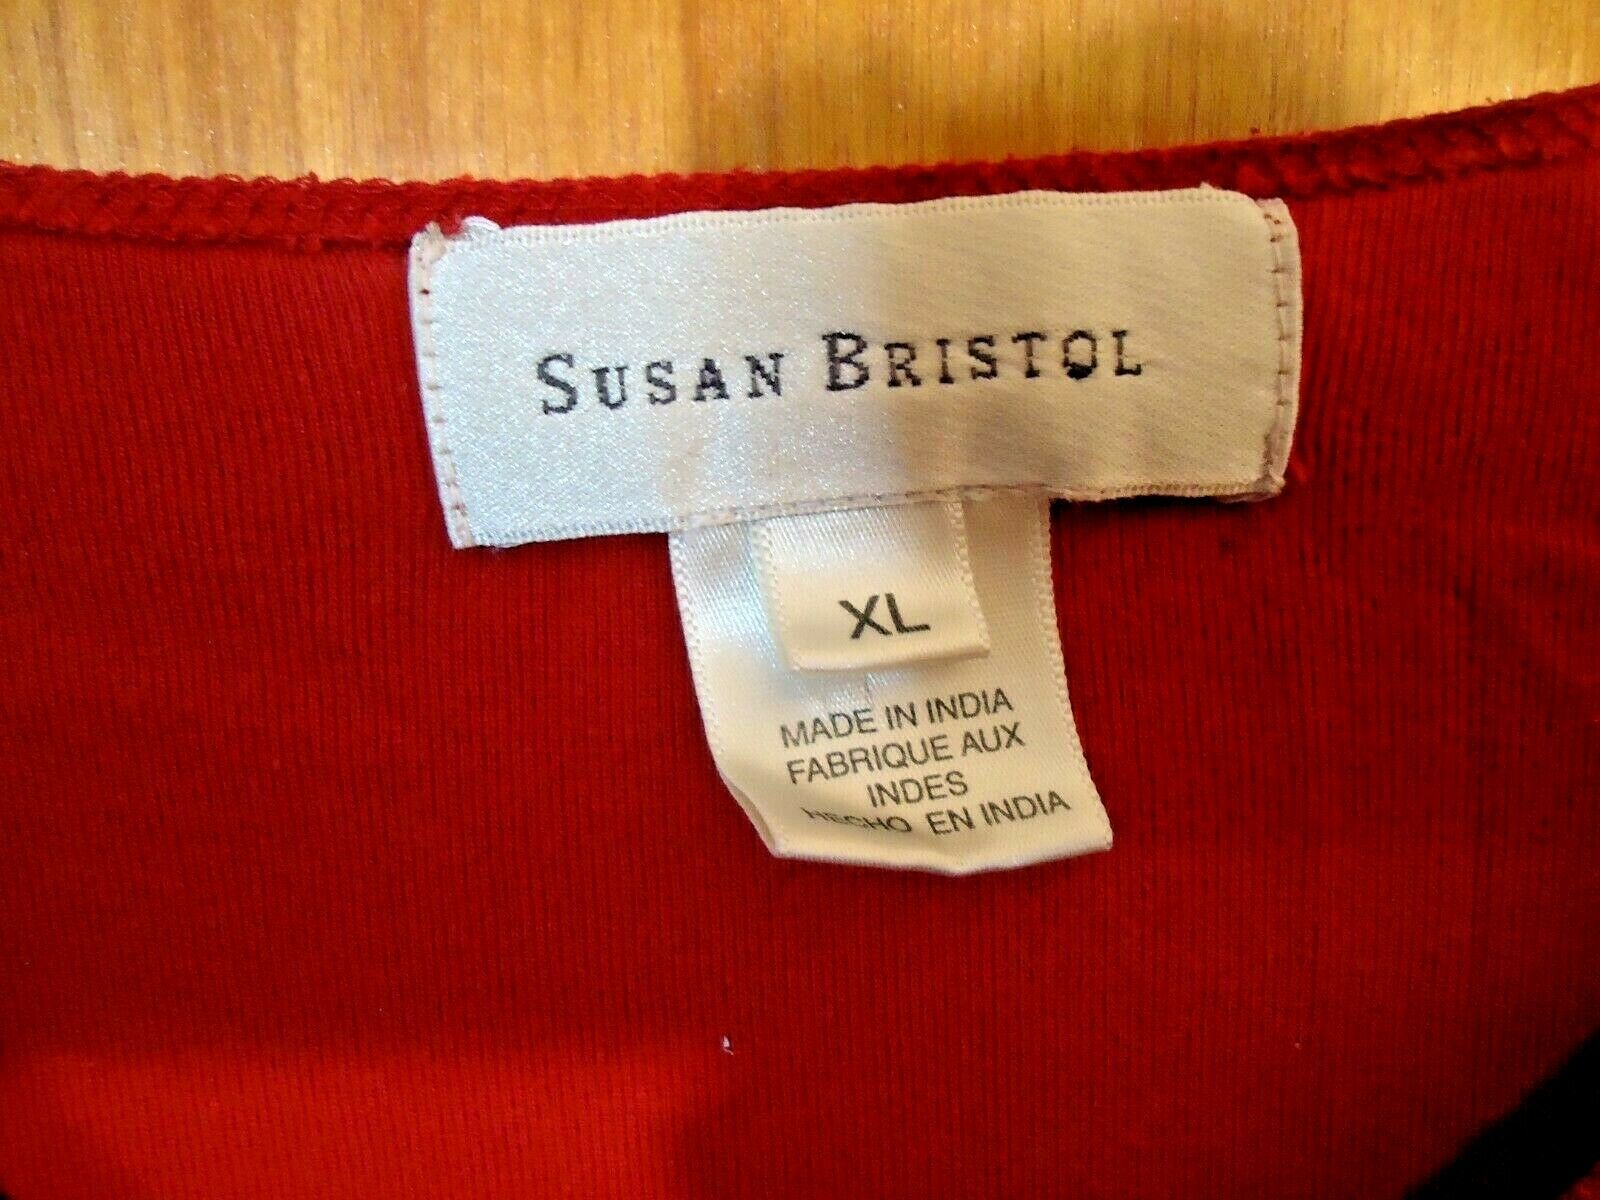 SUSAN BRISTOL
XL
MADE IN INDIA
FABRIQUE AUX
INDES
HECHO EN INDIA